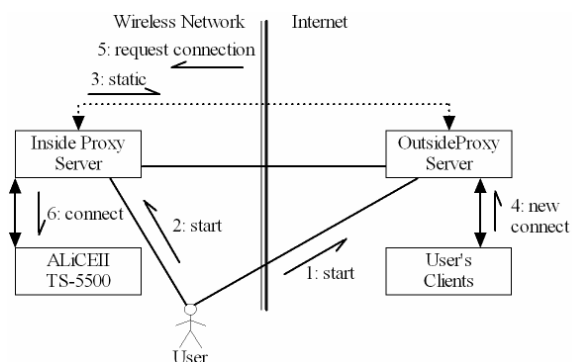 Wireless Network
Internet
5: request connection
3: static
Inside Proxy
Server
OutsideProxy
Server
6: connect
2: start
4: new
connect
ALiCEII
TS-5500
1: start
User's
Clients
User